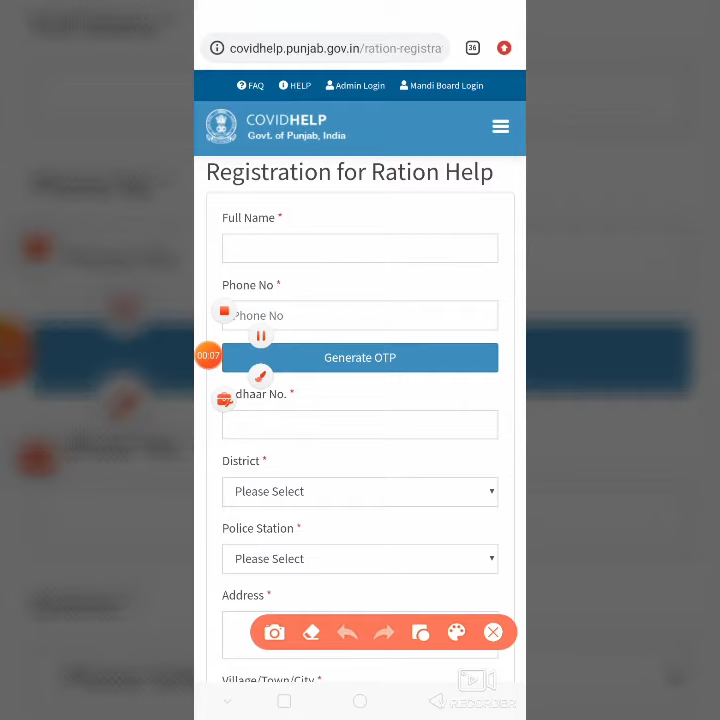 covidhelp.punjab.gov.in/ration-registra
36
FAQ HELP Admin Login Mandi Board Login
COVIDHELP
Govt. of Punjab, India
Registration for Ration Help
Full Name *
Phone No *
Phone No
00:07
Generate OTP
dhaar No. *
District *
Please Select
Police Station *
Please Select
Address *
Village/Town/City *
RECORDER